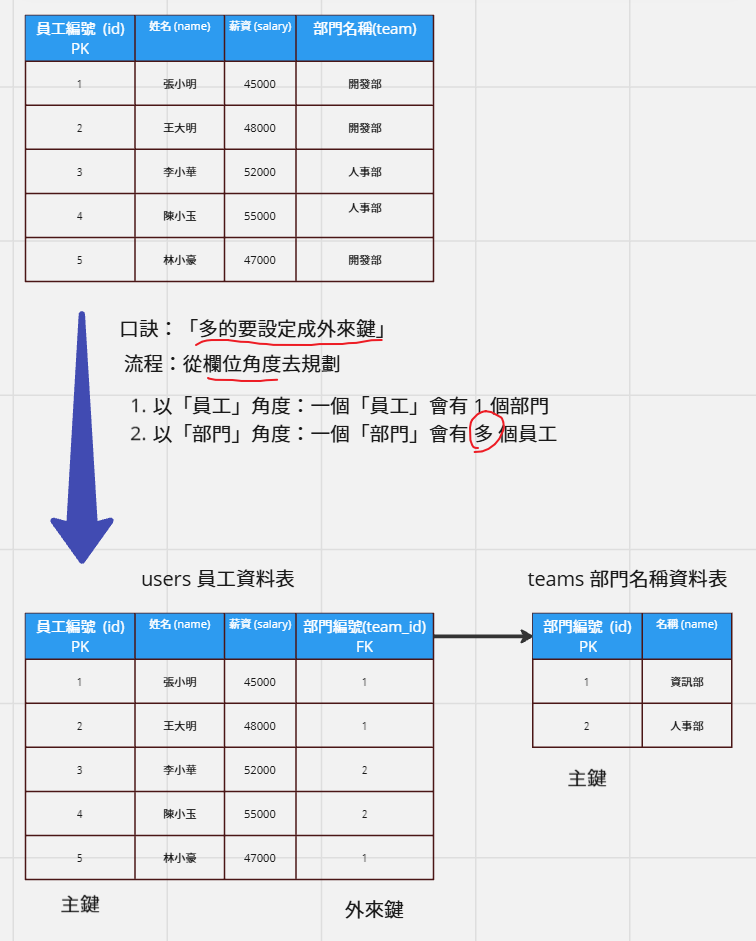 員工編號 (id) PK 姓名 (name) 薪資 (salary) 部門名稱(team)
1 張小明 45000 開發部
2 王大明 48000 開發部
3 李小華 52000 人事部
4 陳小玉 55000 人事部
5 林小豪 47000 開發部
口訣：「多的要設定成外來鍵」
流程：從欄位角度去規劃
1. 以「員工」角度：一個「員工」會有 1 個部門
2. 以「部門」角度：一個「部門」會有 多 個員工
users 員工資料表
員工編號 (id) PK 姓名 (name) 薪資 (salary) 部門編號(team_id) FK
1 張小明 45000 1
2 王大明 48000 1
3 李小華 52000 2
4 陳小玉 55000 2
5 林小豪 47000 1
主鍵
外來鍵
teams 部門名稱資料表
部門編號 (id) PK 名稱 (name)
1 資訊部
2 人事部
主鍵